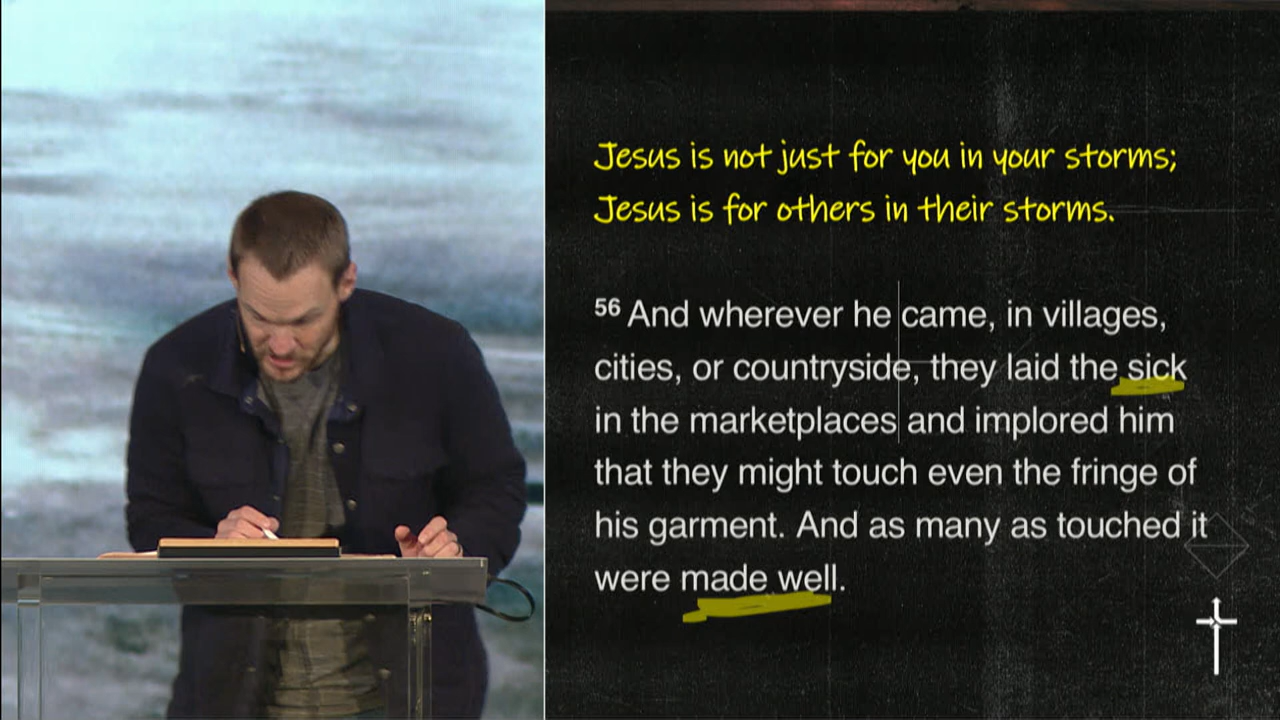 Jesus is not just for you in your storms;
Jesus is for others in their storms.
56 And wherever he came, in villages,
cities, or countryside, they laid the sick
in the marketplaces and implored him
that they might touch even the fringe of
his garment. And as many as touched it
were made well.